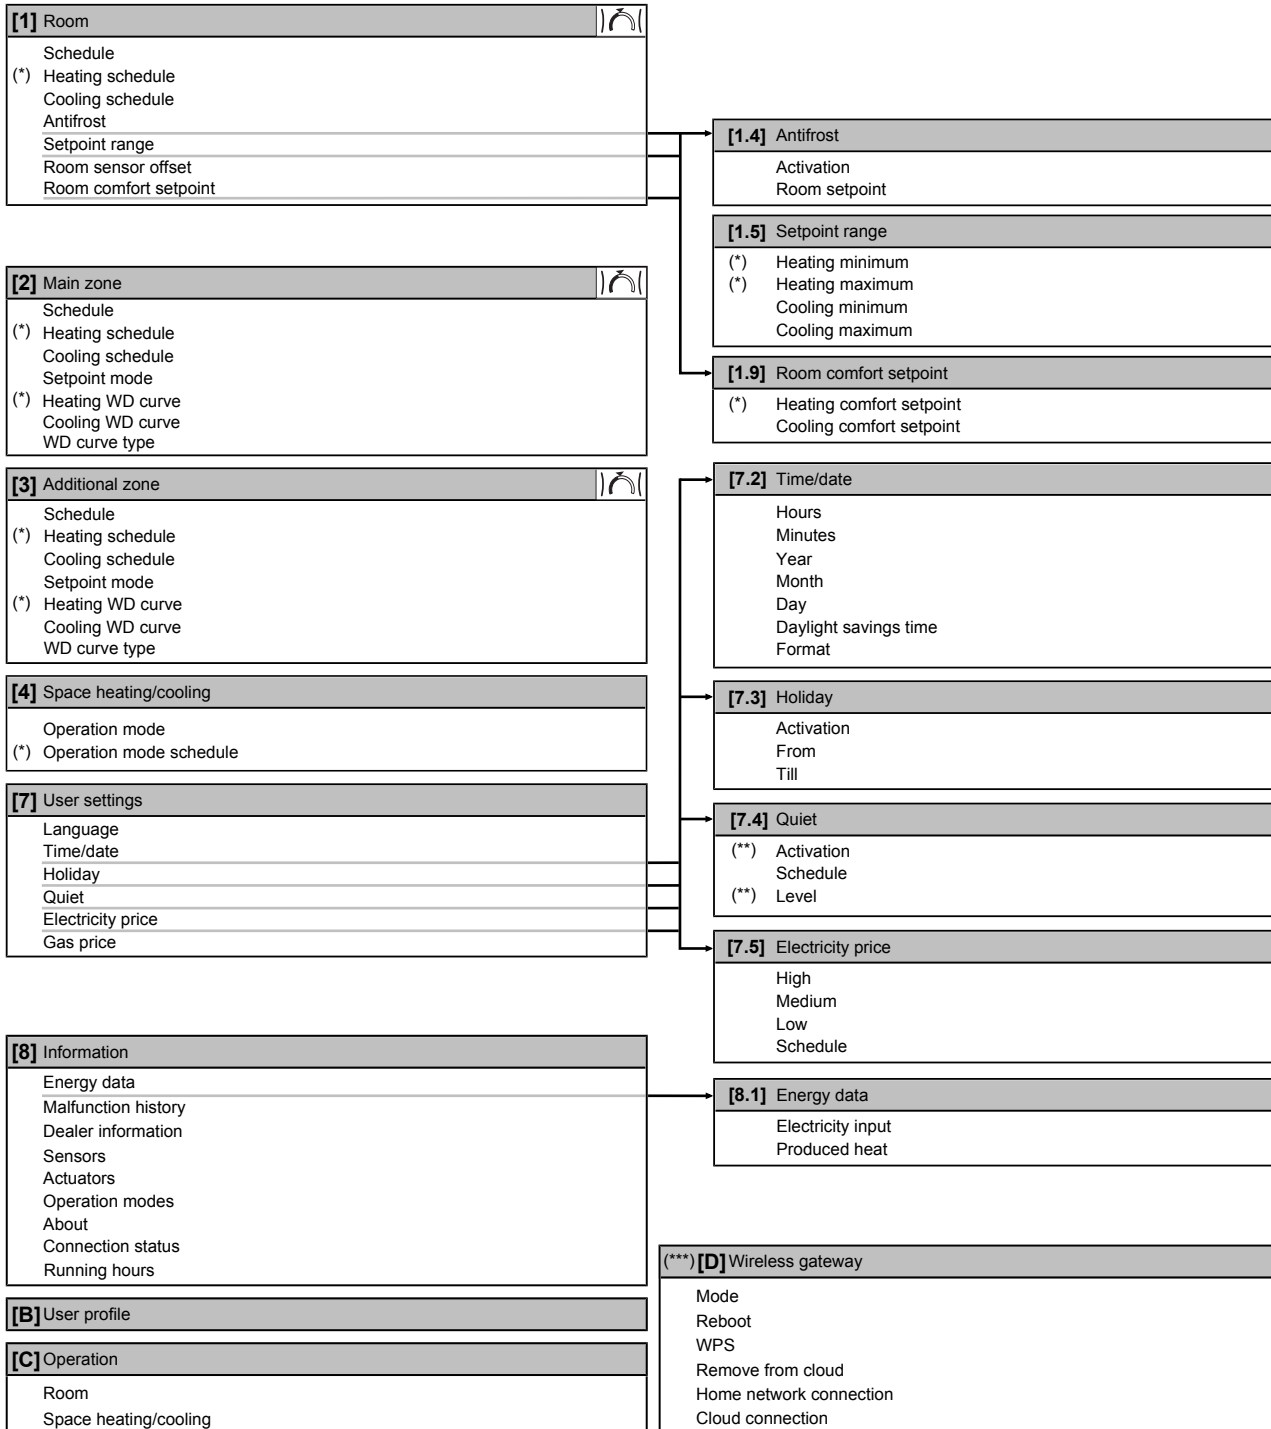 [1] Room
Schedule
(*) Heating schedule
Cooling schedule
Antifrost
Setpoint range
Room sensor offset
Room comfort setpoint
[1.4] Antifrost
Activation
Room setpoint
[1.5] Setpoint range
(*) Heating minimum
(*) Heating maximum
Cooling minimum
Cooling maximum
[1.9] Room comfort setpoint
(*) Heating comfort setpoint
Cooling comfort setpoint
[2] Main zone
Schedule
(*) Heating schedule
Cooling schedule
Setpoint mode
(*) Heating WD curve
Cooling WD curve
WD curve type
[3] Additional zone
Schedule
(*) Heating schedule
Cooling schedule
Setpoint mode
(*) Heating WD curve
Cooling WD curve
WD curve type
[4] Space heating/cooling
Operation mode
(*) Operation mode schedule
[7] User settings
Language
Time/date
Holiday
Quiet
Electricity price
Gas price
[7.2] Time/date
Hours
Minutes
Year
Month
Day
Daylight savings time
Format
[7.3] Holiday
Activation
From
Till
[7.4] Quiet
(**) Activation
Schedule
(**) Level
[7.5] Electricity price
High
Medium
Low
Schedule
[8] Information
Energy data
Malfunction history
Dealer information
Sensors
Actuators
Operation modes
About
Connection status
Running hours
[8.1] Energy data
Electricity input
Produced heat
[B] User profile
[C] Operation
Room
Space heating/cooling
(***) [D] Wireless gateway
Mode
Reboot
WPS
Remove from cloud
Home network connection
Cloud connection